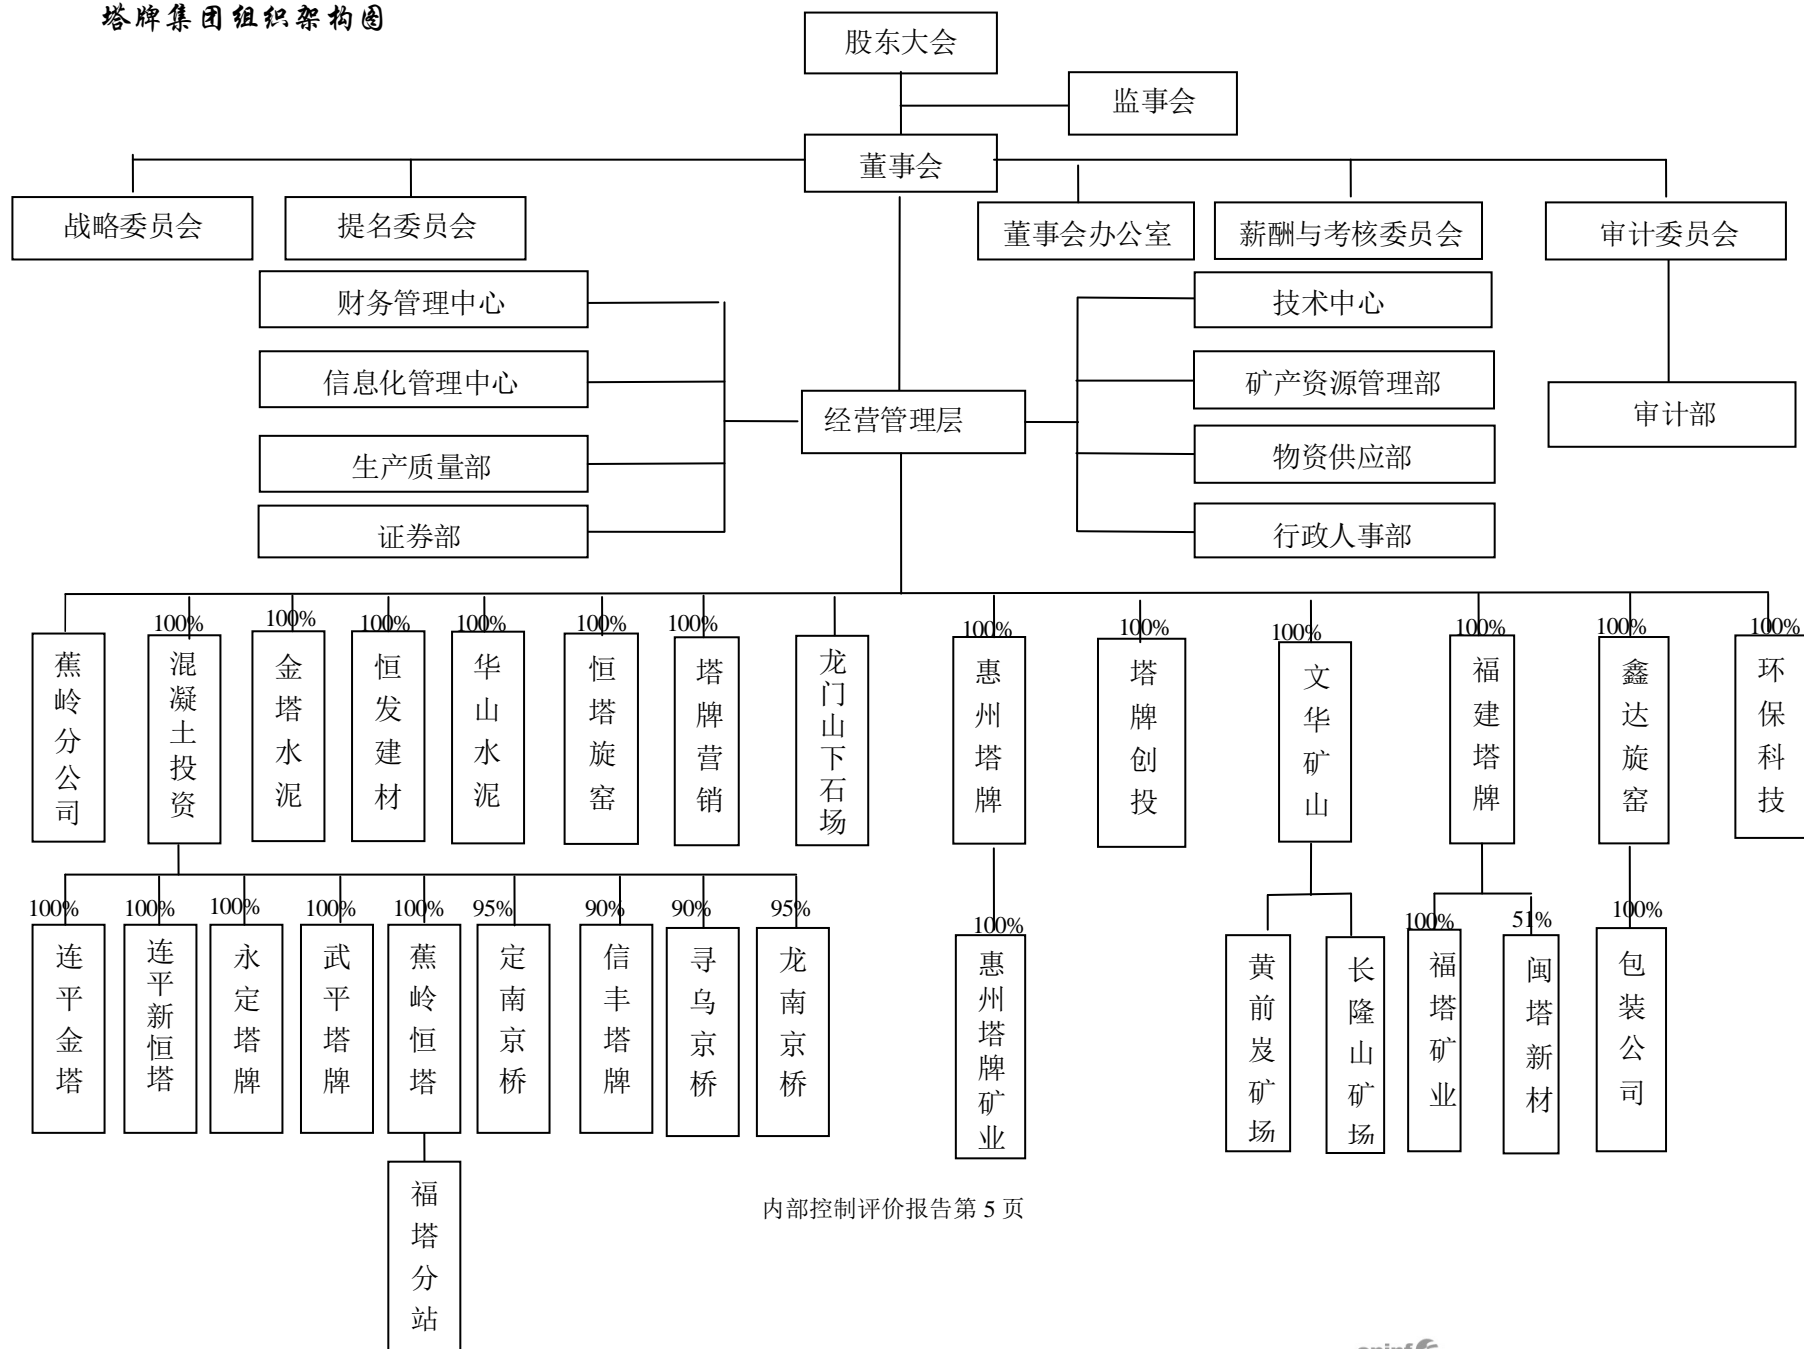 塔牌集团组织架构图
股东大会
监事会
董事会
战略委员会
提名委员会
董事会办公室
薪酬与考核委员会
审计委员会
财务管理中心
技术中心
信息化管理中心
矿产资源管理部
经营管理层
审计部
生产质量部
物资供应部
证券部
行政人事部
蕉岭分公司
100%
混凝土投资
100%
金塔水泥
100%
恒发建材
100%
华山水泥
100%
恒塔旋窑
100%
塔牌营销
龙门山下石场
100%
惠州塔牌
100%
塔牌创投
100%
文华矿山
100%
福建塔牌
100%
鑫达旋窑
100%
环保科技
100%
连平金塔
100%
连平新恒塔
100%
永定塔牌
100%
武平塔牌
100%
蕉岭恒塔
95%
定南京桥
90%
信丰塔牌
90%
寻乌京桥
95%
龙南京桥
100%
惠州塔牌矿业
黄前岌矿场
长隆山矿场
100%
福塔矿业
51%
闽塔新材
100%
包装公司
福塔分站
内部控制评价报告第 5 页